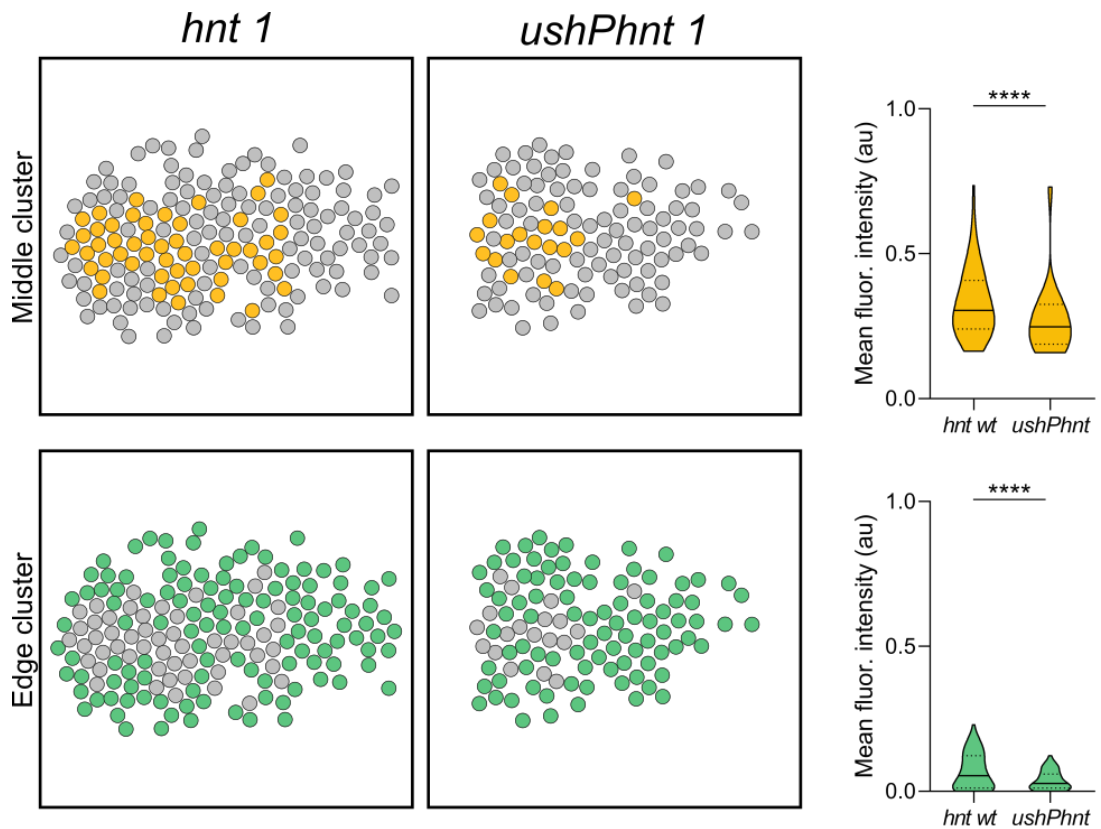 hnt 1
ushPhnt 1
Middle cluster
Mean fluor. intensity (au)
1.0
0.5
0.0
****
hnt wt
ushPhnt
Edge cluster
Mean fluor. intensity (au)
1.0
0.5
0.0
****
hnt wt
ushPhnt